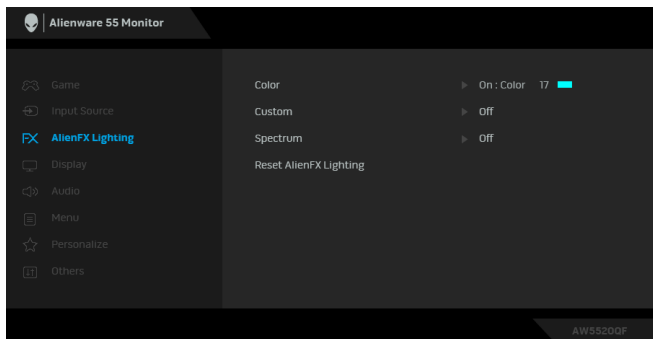 Alienware 55 Monitor
Game
Color
On : Color 17
Input Source
Custom
Off
FX AlienFX Lighting
Spectrum
Off
Display
Reset AlienFX Lighting
Audio
Menu
Personalize
Others
AW5520QF